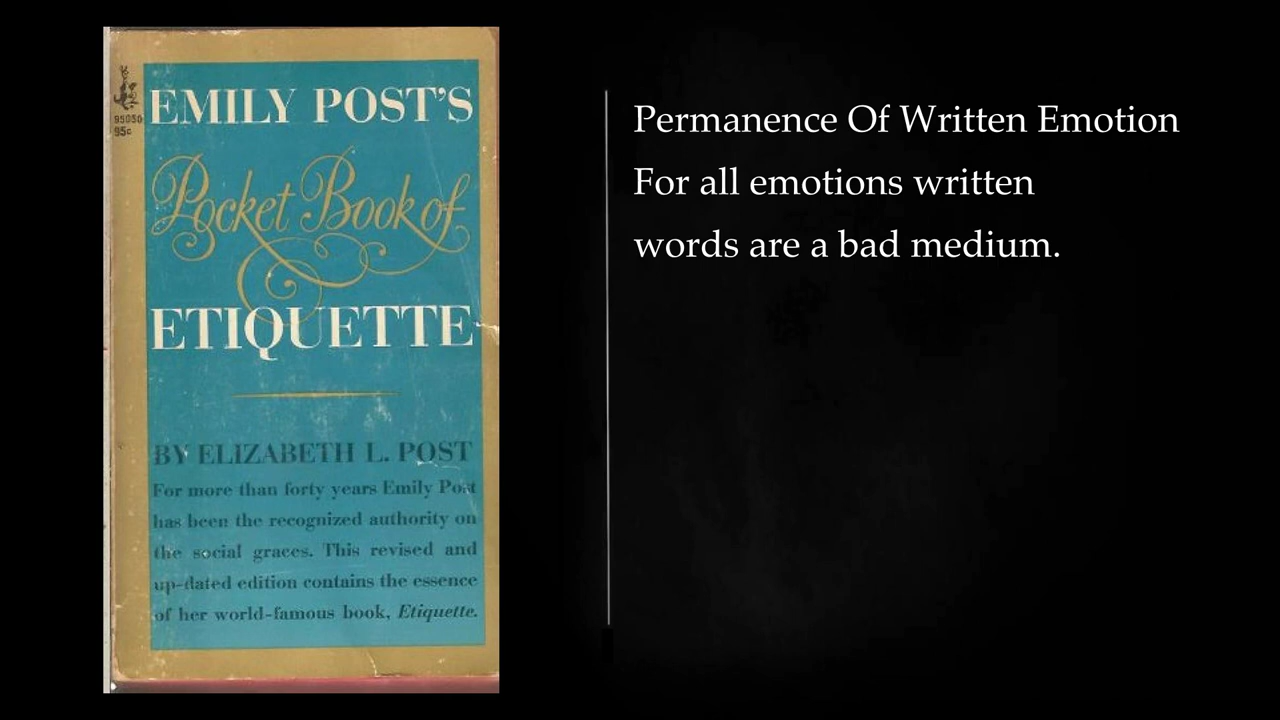 EMILY POST'S
Pocket Book of
ETIQUETTE
95050
95c
BY ELIZABETH L. POST
For more than forty years Emily Post
has been the recognized authority on
the social graces. This revised and
up-dated edition contains the essence
of her world-famous book, Etiquette.
Permanence Of Written Emotion
For all emotions written
words are a bad medium.